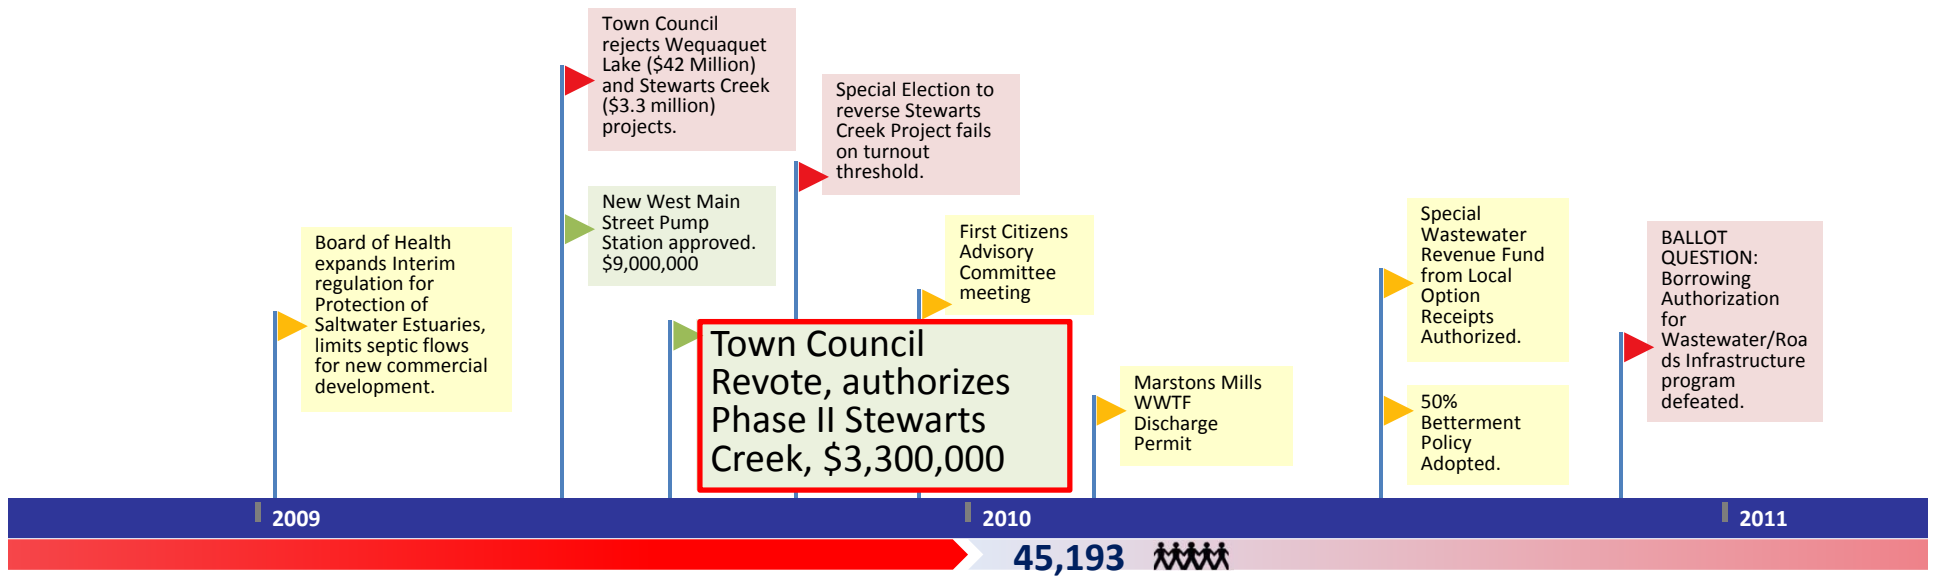 Town Council
rejects Wequaquet
Lake ($42 Million)
and Stewarts Creek
($3.3 million)
projects.
Special Election to
reverse Stewarts
Creek Project fails
on turnout
threshold.
New West Main
Street Pump
Station approved.
$9,000,000
Board of Health
expands Interim
regulation for
Protection of
Saltwater Estuaries,
limits septic flows
for new commercial
development.
First Citizens
Advisory
Committee
meeting
Town Council
Revote, authorizes
Phase II Stewarts
Creek, $3,300,000
Marstons Mills
WWTF
Discharge
Permit
Special
Wastewater
Revenue Fund
from Local
Option
Receipts
Authorized.
50%
Betterment
Policy
Adopted.
BALLOT
QUESTION:
Borrowing
Authorization
for
Wastewater/Roa
ds Infrastructure
program
defeated.
2009
2010
2011
45,193